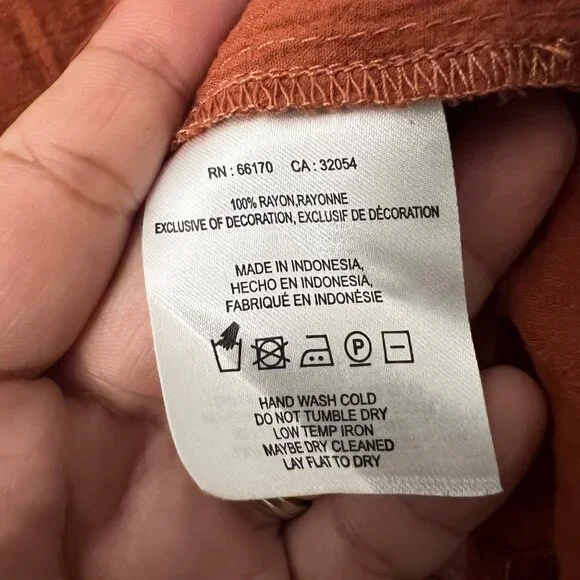 RN : 66170 CA : 32054
100% RAYON,RAYONNE
EXCLUSIVE OF DECORATION, EXCLUSIF DE DÉCORATION
MADE IN INDONESIA,
HECHO EN INDONESIA,
FABRIQUÉ EN INDONÉSIE
P
HAND WASH COLD
DO NOT TUMBLE DRY
LOW TEMP IRON
MAYBE DRY CLEANED
LAY FLAT TO DRY